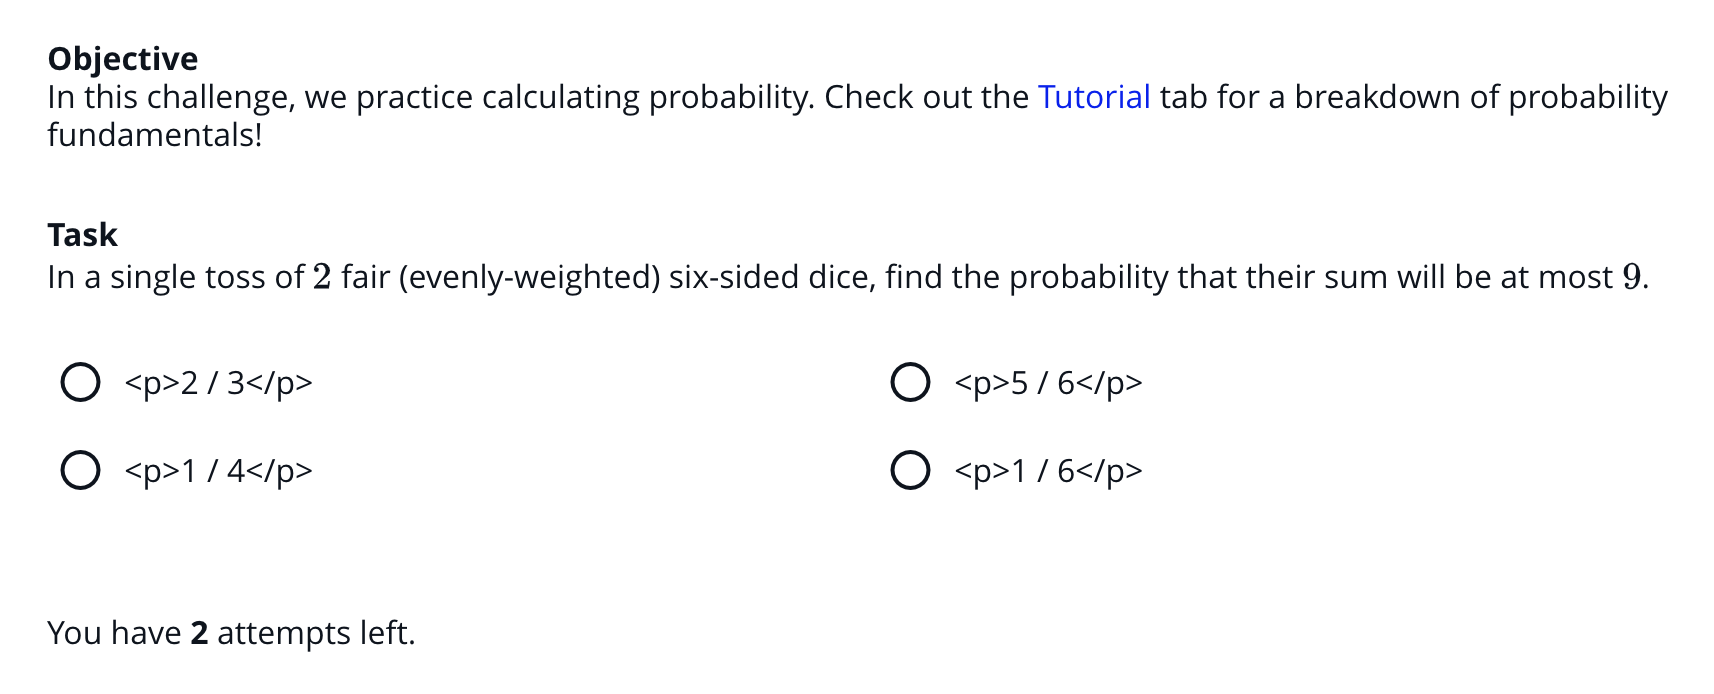 Objective
In this challenge, we practice calculating probability. Check out the Tutorial tab for a breakdown of probability
fundamentals!
Task
In a single toss of 2 fair (evenly-weighted) six-sided dice, find the probability that their sum will be at most 9.
<p>2 / 3</p>
<p>5 / 6</p>
<p>1 / 4</p>
<p>1 / 6</p>
You have 2 attempts left.